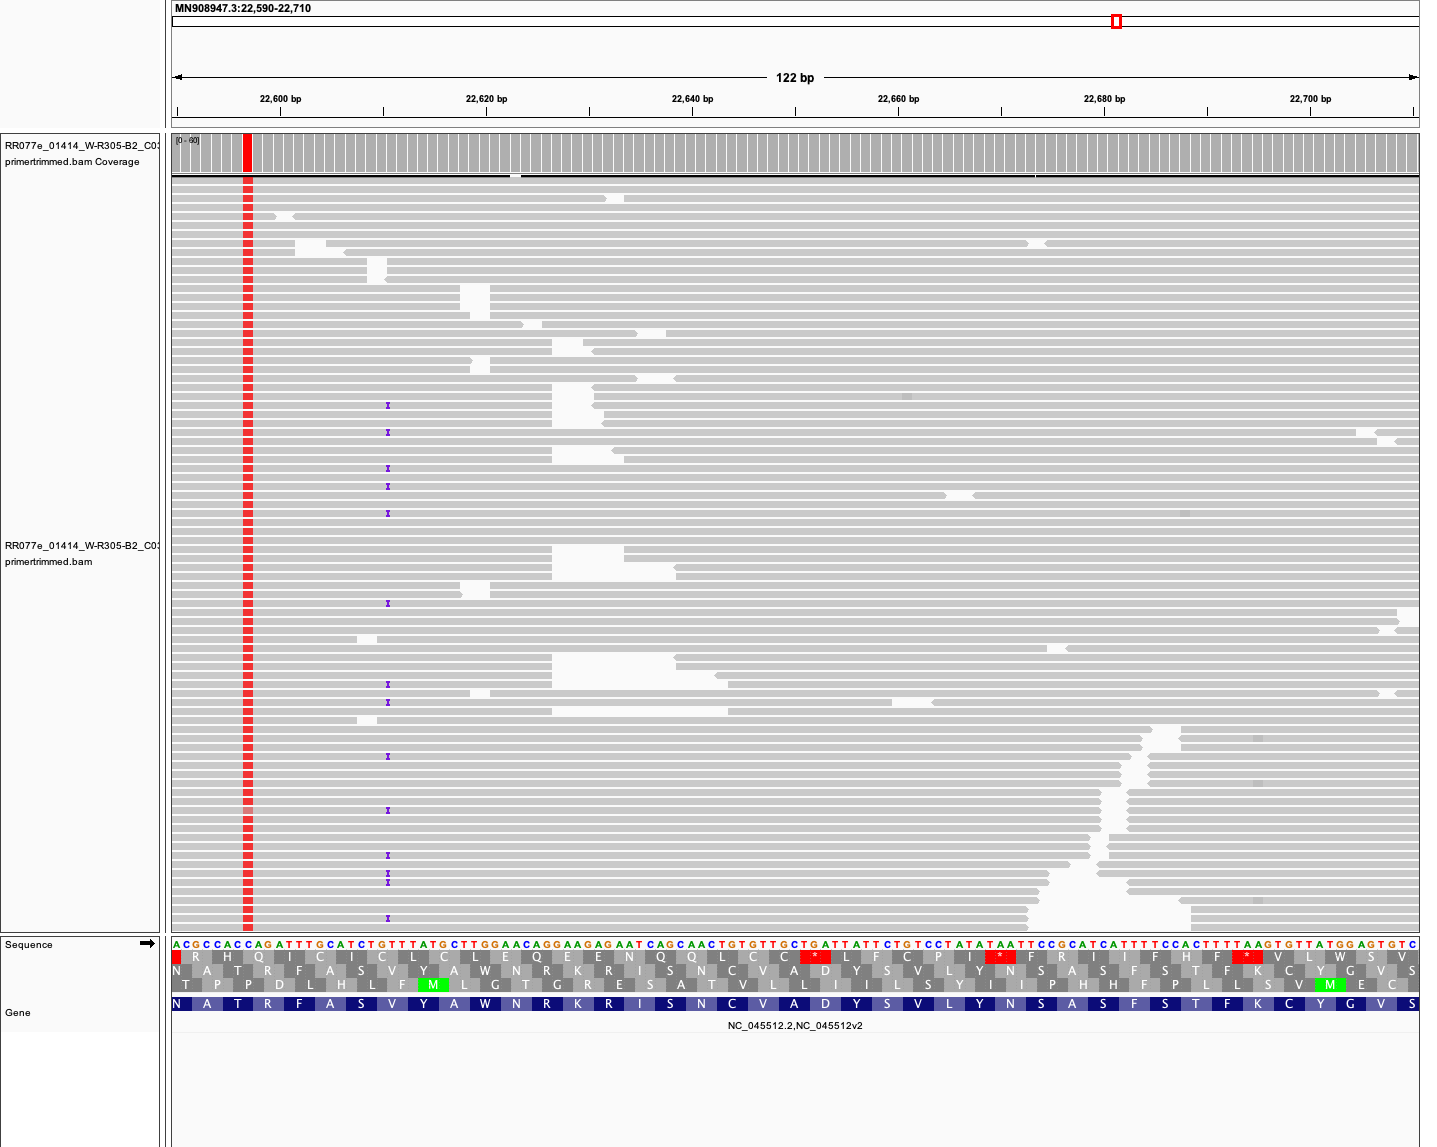 MN908947.3:22,590-22,710
122 bp
22,600 bp 22,620 bp 22,640 bp 22,660 bp 22,680 bp 22,700 bp
RR077e_01414_W-R305-B2_C0
primertrimmed.bam Coverage
[0 - 60]
RR077e_01414_W-R305-B2_C0
primertrimmed.bam
Sequence
ACGCCACCAGATTTGCATCTGTTTATGCTTGGAACAGGAAGAGAATCAGCAACTGTGTTGCTGATTATTCTGTCCTATATAATTCCGCATCATTTTCCACTTTTAAGTGTTATGGAGTGTC
R H Q I C I C L C L E Q E E N Q Q L C C * L F C P I * F R I I F H F * V L W S V
N A T R F A S V Y A W N R K R I S N C V A D Y S V L Y N S A S F S T F K C Y G V S
T P P D L H L F M L G T G R E S A T V L L I I L S Y I I P H H F P L L S V M E C
Gene
N A T R F A S V Y A W N R K R I S N C V A D Y S V L Y N S A S F S T F K C Y G V S
NC_045512.2,NC_045512v2